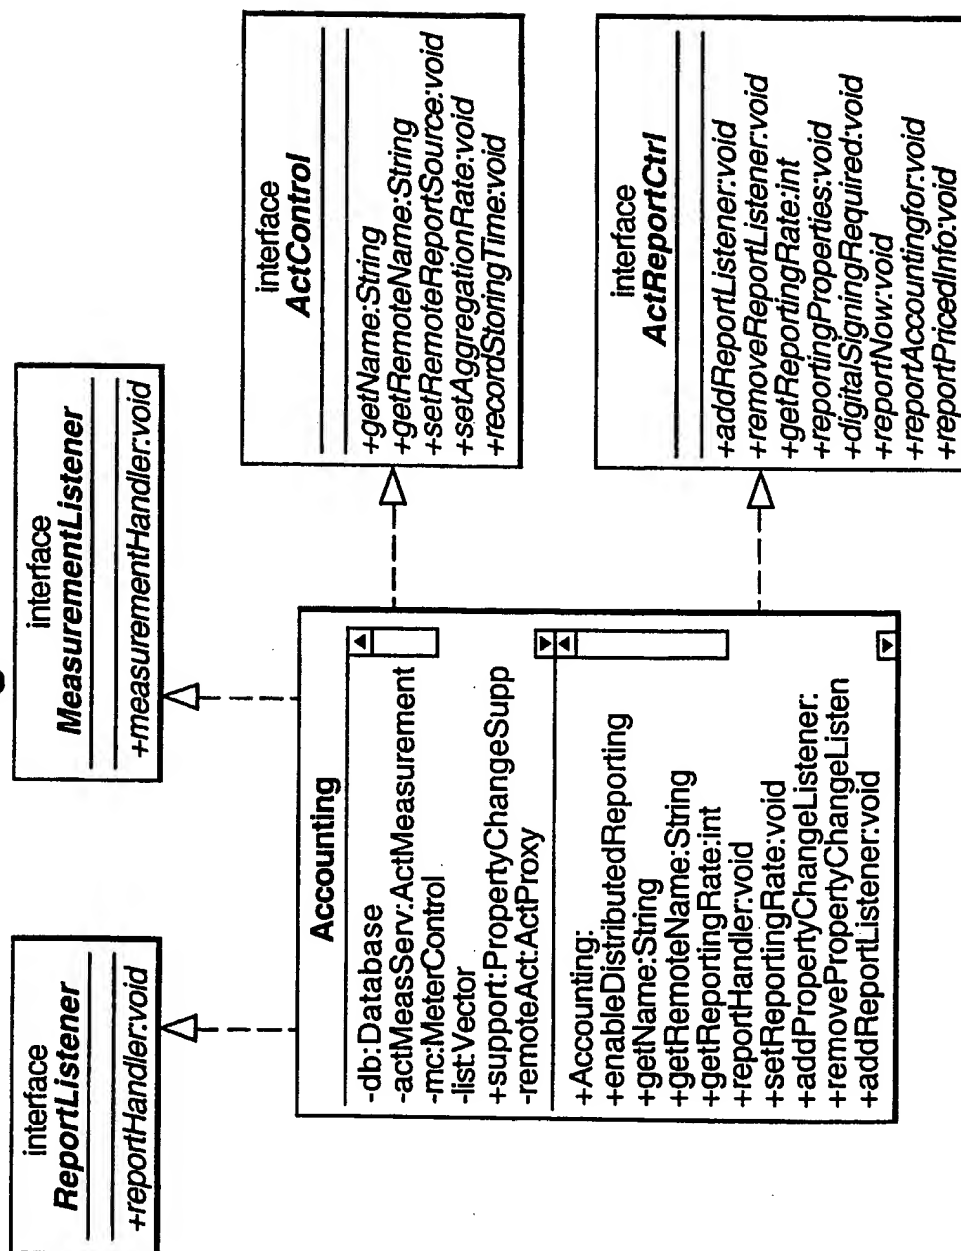 interface
ReportListener
+reportHandler:void
interface
MeasurementListener
+measurementHandler:void
Accounting
-db:Database
-actMeasServ:ActMeasurement
-mc:MeterControl
-list:Vector
+support:PropertyChangeSupp
-remoteAct:ActProxy
+Accounting:
+enableDistributedReporting
+getName:String
+getRemoteName:String
+getReportingRate:int
+reportHandler:void
+setReportingRate:void
+addPropertyChangeListener:
+removePropertyChangeListen
+addReportListener:void
interface
ActControl
+getName:String
+getRemoteName:String
+setRemoteReportSource:void
+setAggregationRate:void
+recordStoringTime:void
interface
ActReportCtrl
+addReportListener:void
+removeReportListener:void
+getReportingRate:int
+reportingProperties:void
+digitalSigningRequired:void
+reportNow:void
+reportAccountingfor:void
+reportPricedInfo:void